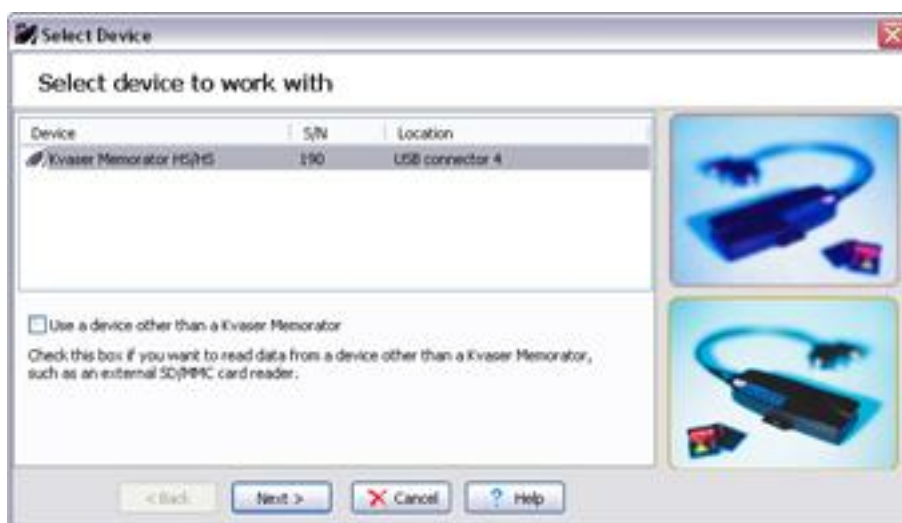 Select Device
Select device to work with
Device S/N Location
Kvaser Memorator HS/HS 190 USB connector 4
Use a device other than a Kvaser Memorator
Check this box if you want to read data from a device other than a Kvaser Memorator,
such as an external SD/MMC card reader.
< Back Next > Cancel ? Help